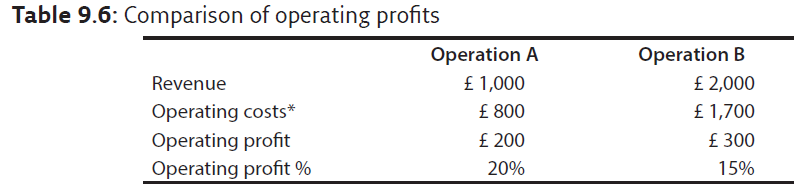 Table 9.6: Comparison of operating profits
Operation A Operation B
Revenue £ 1,000 £ 2,000
Operating costs* £ 800 £ 1,700
Operating profit £ 200 £ 300
Operating profit % 20% 15%